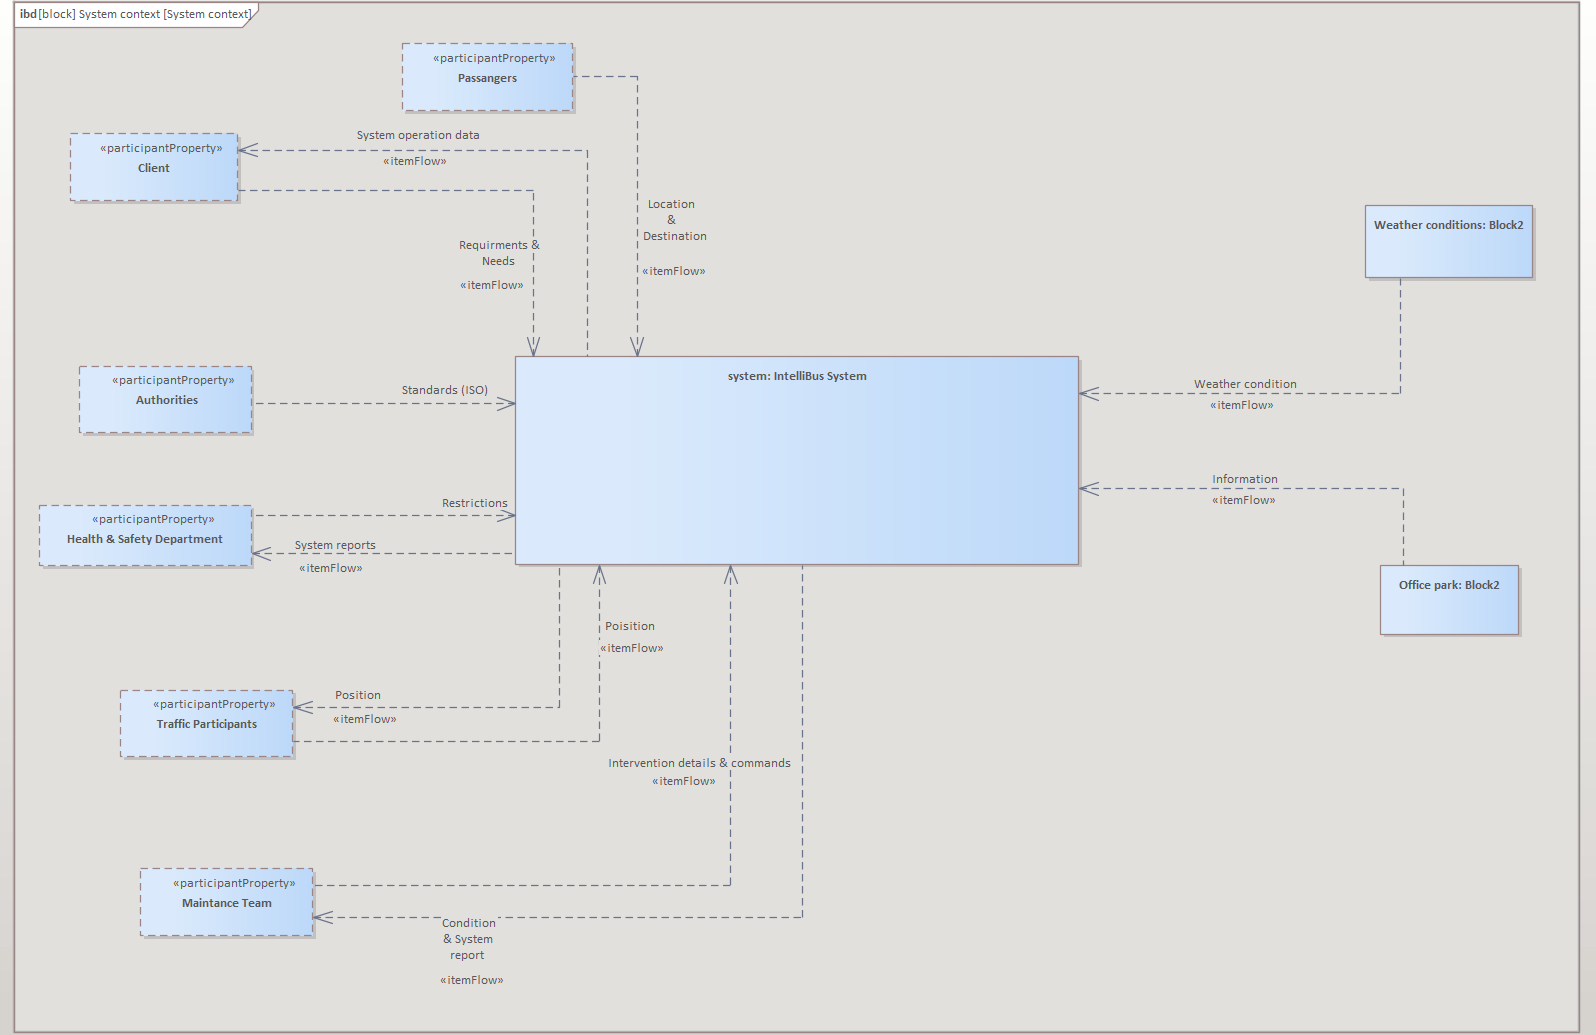 ibd [block] System context [System context]
«participantProperty»
Passangers
«participantProperty»
Client
System operation data
«itemFlow»
Location
&
Destination
«itemFlow»
Requirments &
Needs
«itemFlow»
Weather conditions: Block2
«participantProperty»
Authorities
Standards (ISO)
system: IntelliBus System
Weather condition
«itemFlow»
Information
«itemFlow»
«participantProperty»
Health & Safety Department
Restrictions
System reports
«itemFlow»
Office park: Block2
Poisition
«itemFlow»
«participantProperty»
Traffic Participants
Position
«itemFlow»
Intervention details & commands
«itemFlow»
«participantProperty»
Maintance Team
Condition
& System
report
«itemFlow»